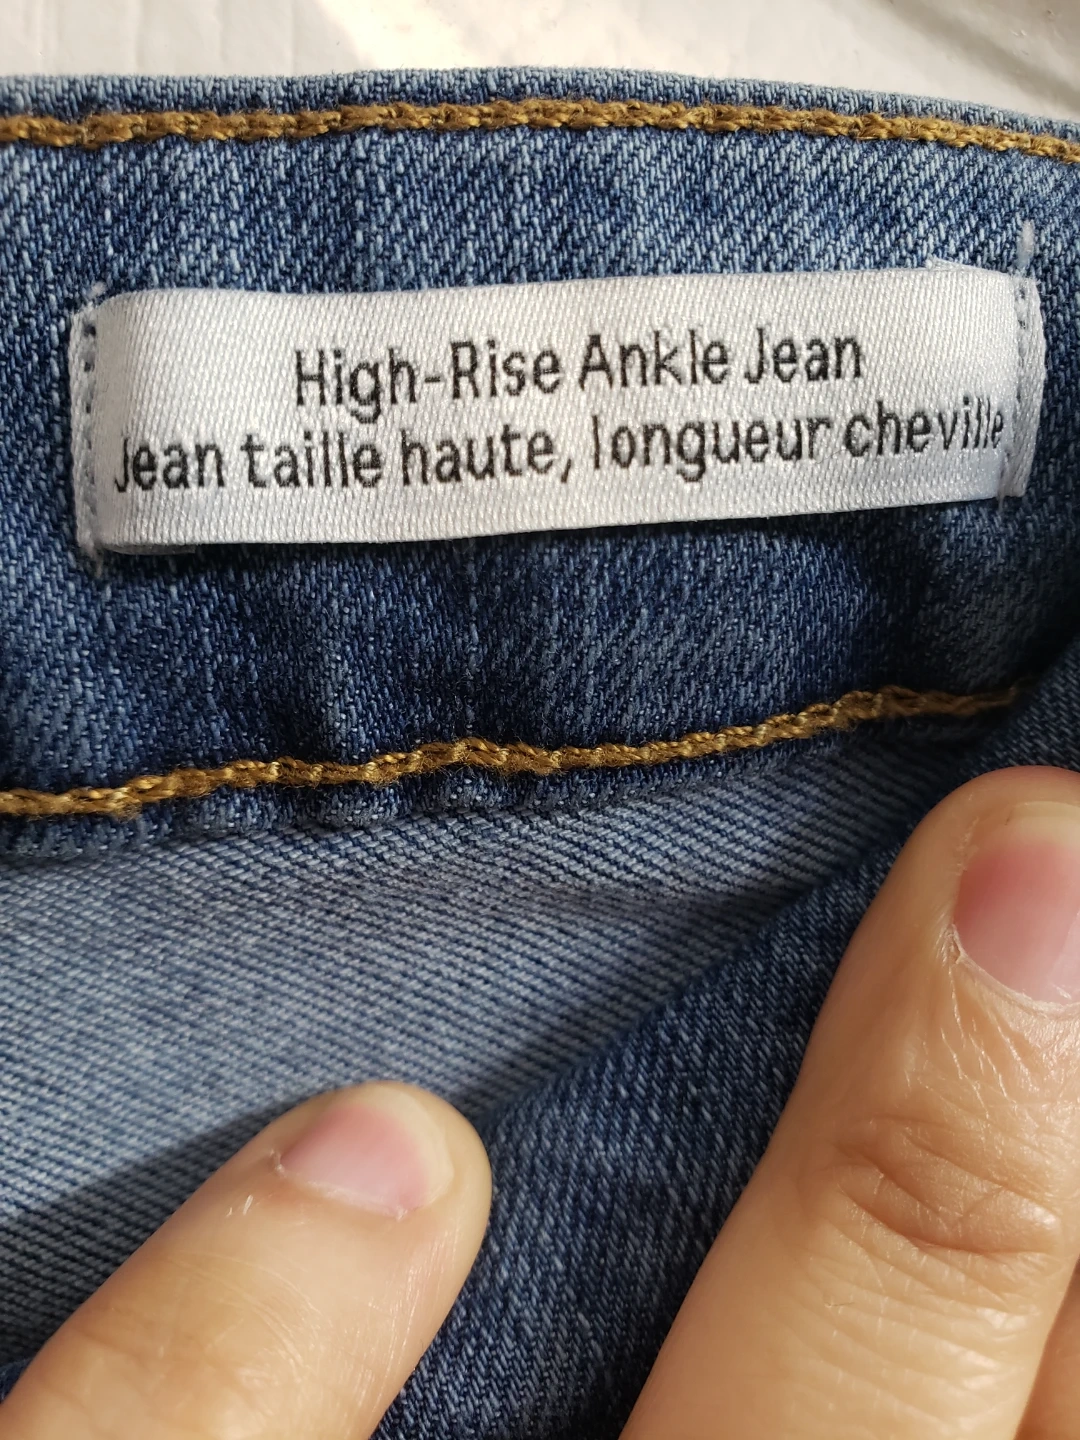 High-Rise Ankle Jean
Jean taille haute, longueur cheville